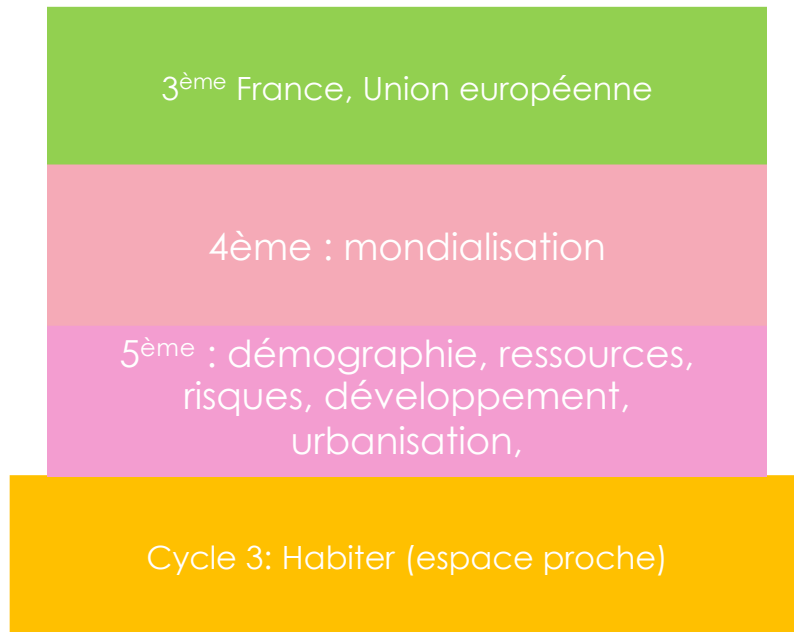 3ème France, Union européenne
4ème : mondialisation
5ème : démographie, ressources,
risques, développement,
urbanisation,
Cycle 3: Habiter (espace proche)